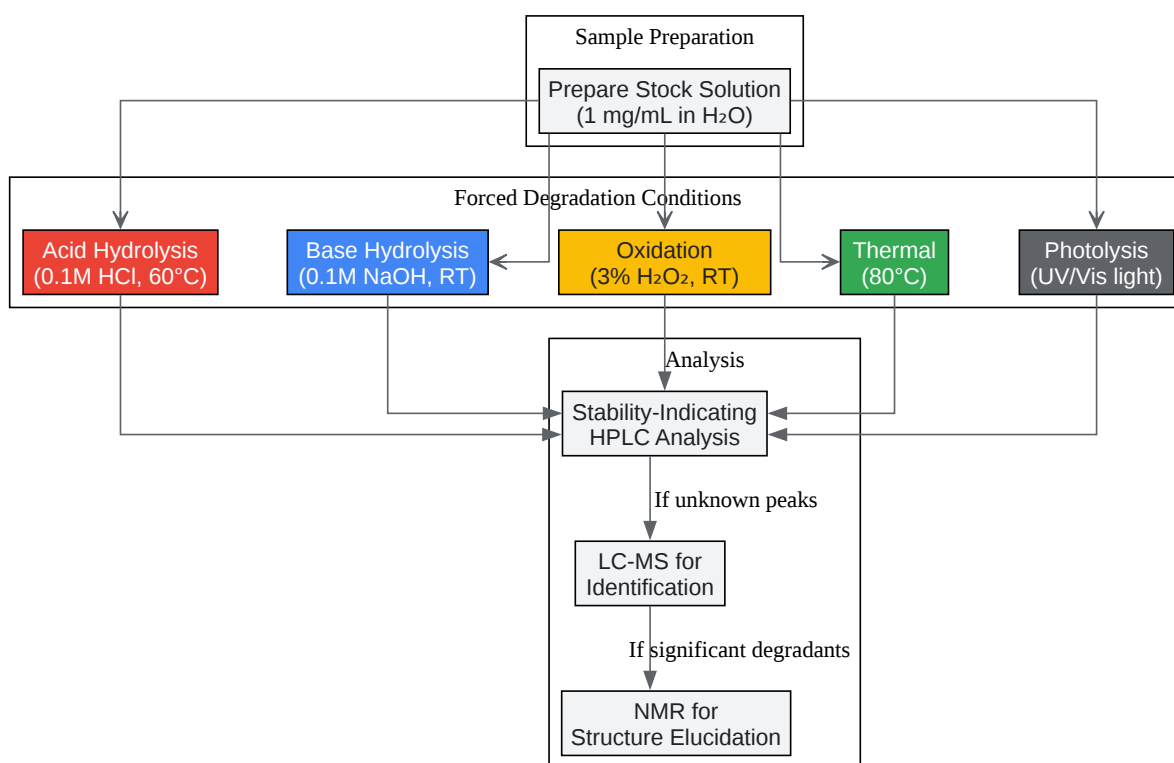 Sample Preparation
Prepare Stock Solution
(1 mg/mL in H₂O)
Forced Degradation Conditions
Acid Hydrolysis
(0.1M HCl, 60°C)
Base Hydrolysis
(0.1M NaOH, RT)
Oxidation
(3% H₂O₂, RT)
Thermal
(80°C)
Photolysis
(UV/Vis light)
Analysis
Stability-Indicating
HPLC Analysis
If unknown peaks
LC-MS for
Identification
If significant degradants
NMR for
Structure Elucidation